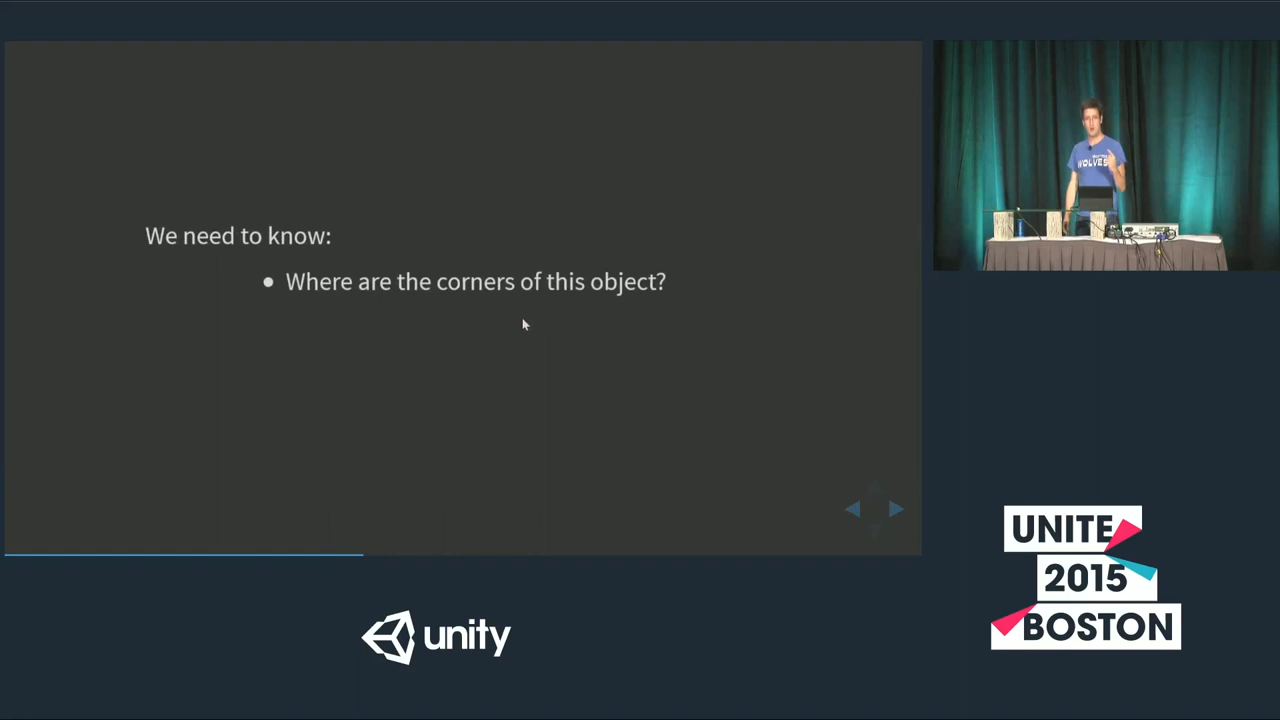 We need to know:
• Where are the corners of this object?
WOLVES
UNITE
2015
BOSTON
unity